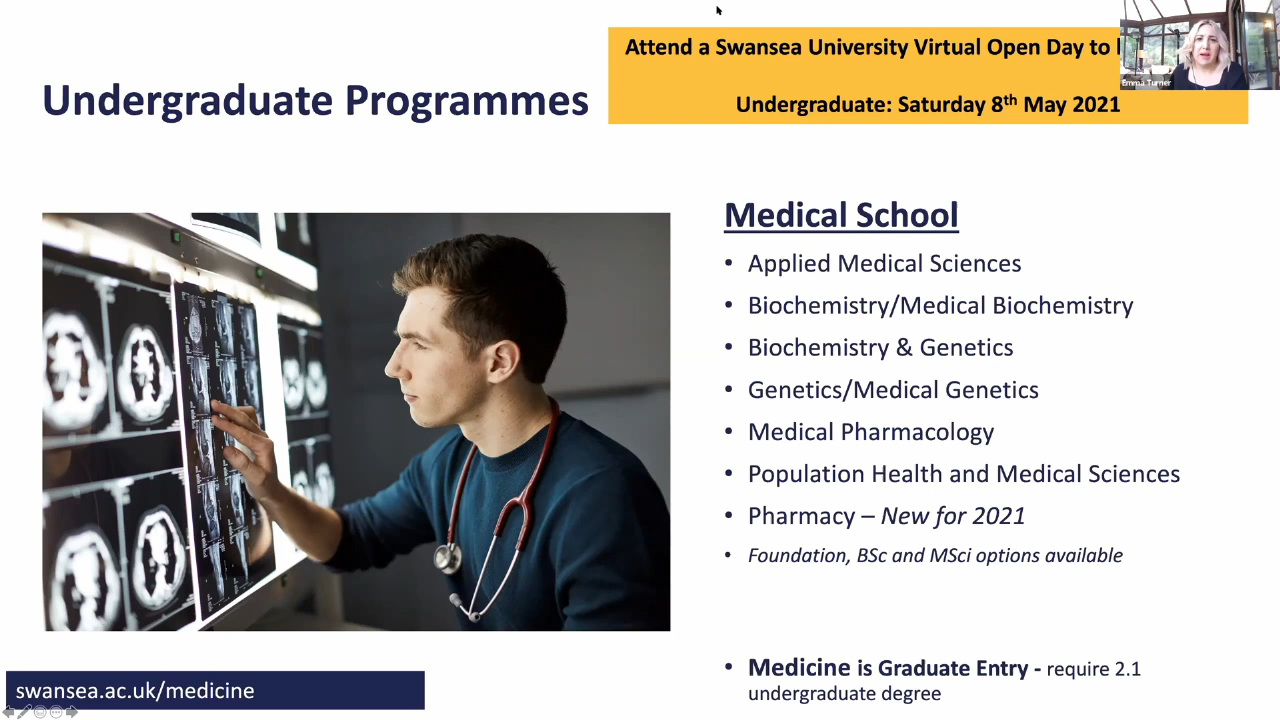 Attend a Swansea University Virtual Open Day to
Emma Turner
Undergraduate Programmes
Undergraduate: Saturday 8th May 2021
Medical School
• Applied Medical Sciences
• Biochemistry/Medical Biochemistry
• Biochemistry & Genetics
• Genetics/Medical Genetics
• Medical Pharmacology
• Population Health and Medical Sciences
• Pharmacy – New for 2021
• Foundation, BSc and MSci options available
• Medicine is Graduate Entry - require 2.1
undergraduate degree
swansea.ac.uk/medicine